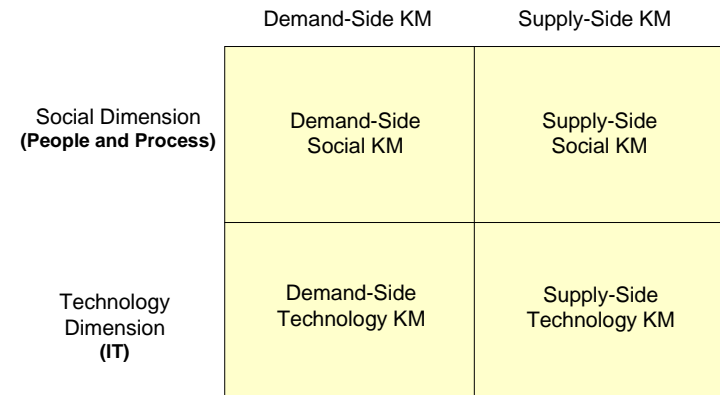 Demand-Side KM
Supply-Side KM
Social Dimension
(People and Process)
Demand-Side
Social KM
Supply-Side
Social KM
Technology
Dimension
(IT)
Demand-Side
Technology KM
Supply-Side
Technology KM